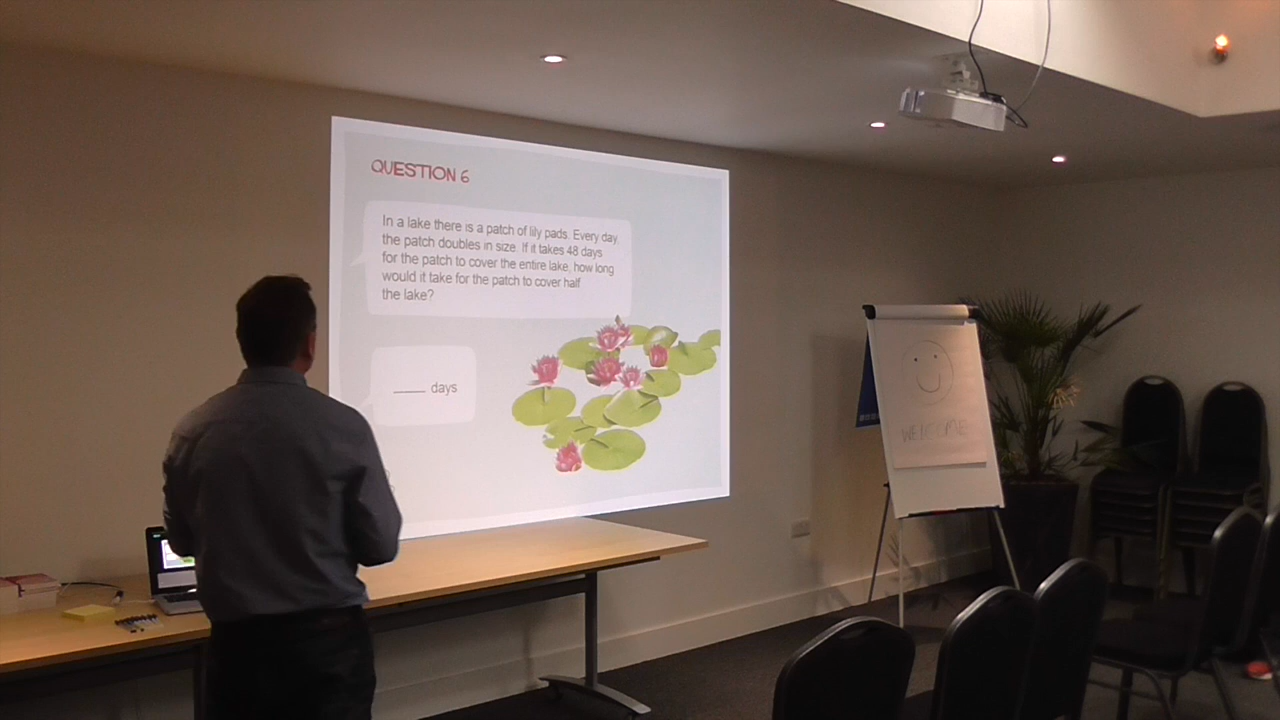 QUESTION 6
In a lake there is a patch of lily pads. Every day,
the patch doubles in size. If it takes 48 days
for the patch to cover the entire lake, how long
would it take for the patch to cover half
the lake?
____ days
WELCOME